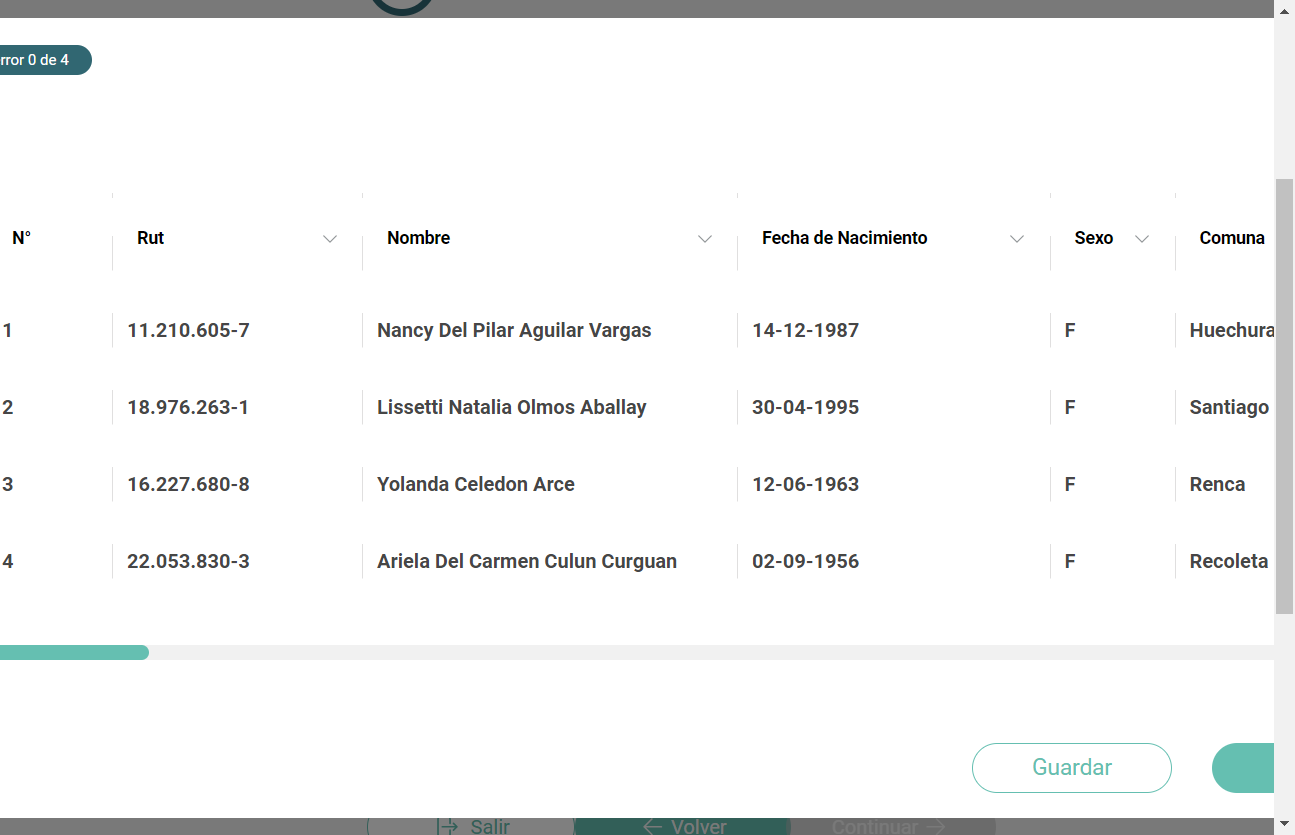 rror 0 de 4
N° Rut Nombre Fecha de Nacimiento Sexo Comuna
1 11.210.605-7 Nancy Del Pilar Aguilar Vargas 14-12-1987 F Huechura
2 18.976.263-1 Lissetti Natalia Olmos Aballay 30-04-1995 F Santiago
3 16.227.680-8 Yolanda Celedon Arce 12-06-1963 F Renca
4 22.053.830-3 Ariela Del Carmen Culun Curguan 02-09-1956 F Recoleta
Guardar
Salir Volver Continuar